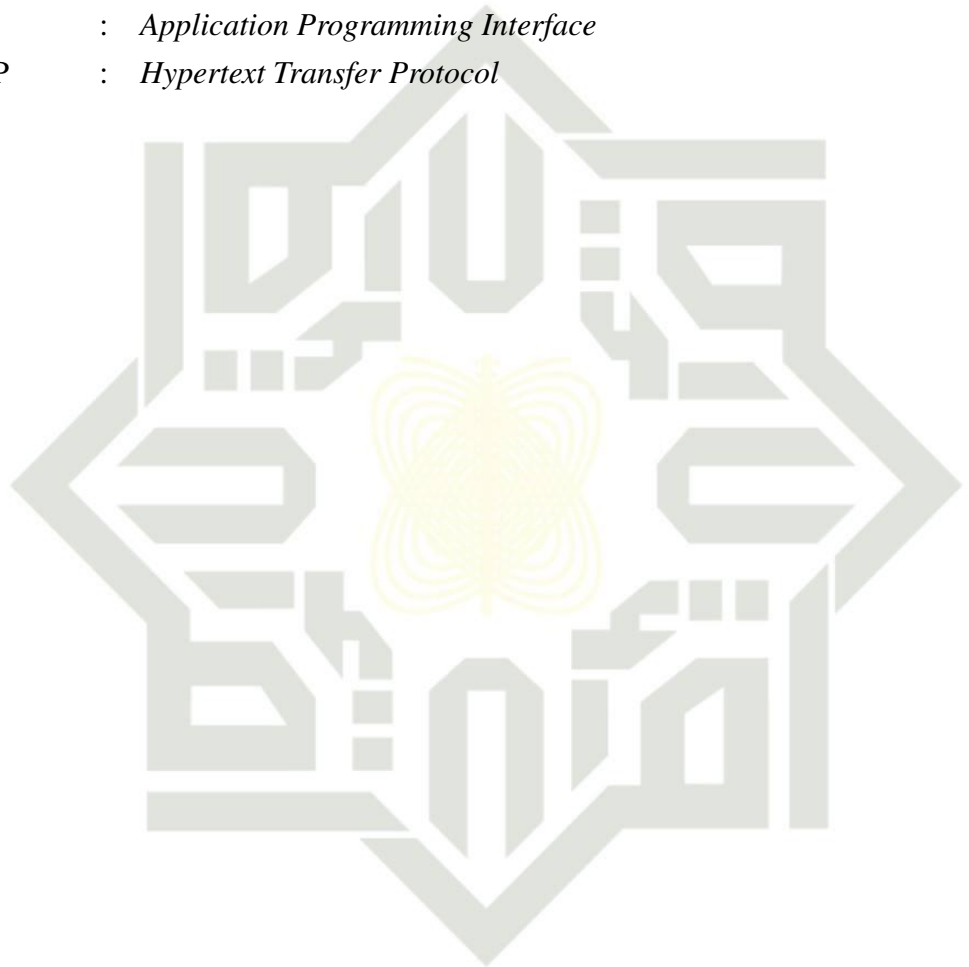 : Application Programming Interface
P : Hypertext Transfer Protocol